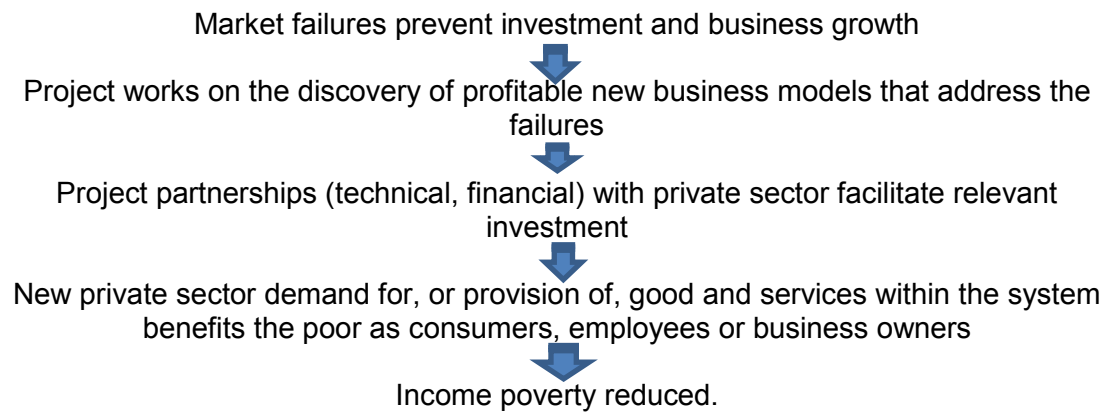 Market failures prevent investment and business growth
Project works on the discovery of profitable new business models that address the
failures
Project partnerships (technical, financial) with private sector facilitate relevant
investment
New private sector demand for, or provision of, good and services within the system
benefits the poor as consumers, employees or business owners
Income poverty reduced.